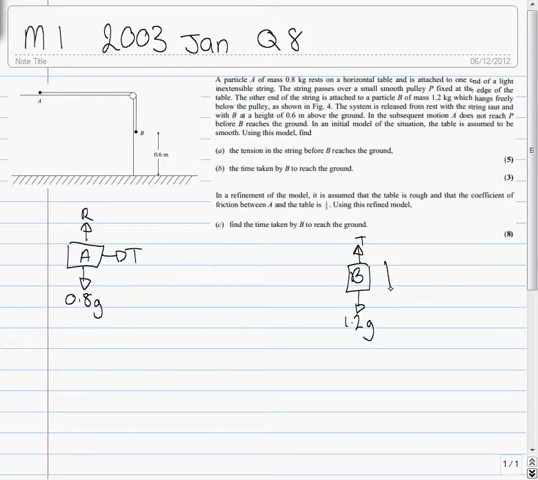 M1 2003 Jan Q8
Note Title
06/12/2012
A particle A of mass 0.8 kg rests on a horizontal table and is attached to one end of a light
inextensible string. The string passes over a small smooth pulley P fixed at the edge of the
table. The other end of the string is attached to a particle B of mass 1.2 kg which hangs freely
below the pulley, as shown in Fig. 4. The system is released from rest with the string taut and
with B at a height of 0.6 m above the ground. In the subsequent motion A does not reach P
before B reaches the ground. In an initial model of the situation, the table is assumed to be
smooth. Using this model, find
(a) the tension in the string before B reaches the ground,
(5)
(b) the time taken by B to reach the ground.
(3)
In a refinement of the model, it is assumed that the table is rough and that the coefficient of
friction between A and the table is 1/5. Using this refined model,
(c) find the time taken by B to reach the ground.
(8)
A
B
0.6 m
R
A
T
0.8g
T
B
1.2g
1/1